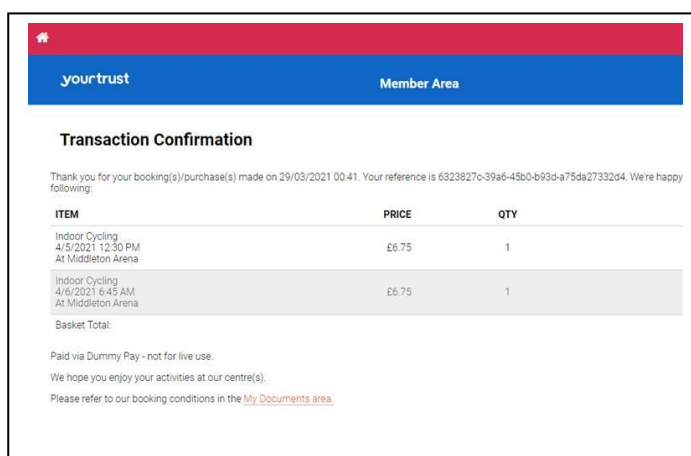 yourtrust
Member Area
Transaction Confirmation
Thank you for your booking(s)/purchase(s) made on 29/03/2021 00:41. Your reference is 6323827c-39a6-45b0-b93d-a75da27332d4. We're happy
following:
ITEM PRICE QTY
Indoor Cycling
4/5/2021 12:30 PM
At Middleton Arena
£6.75 1
Indoor Cycling
4/6/2021 6:45 AM
At Middleton Arena
£6.75 1
Basket Total:
Paid via Dummy Pay - not for live use.
We hope you enjoy your activities at our centre(s).
Please refer to our booking conditions in the My Documents area.